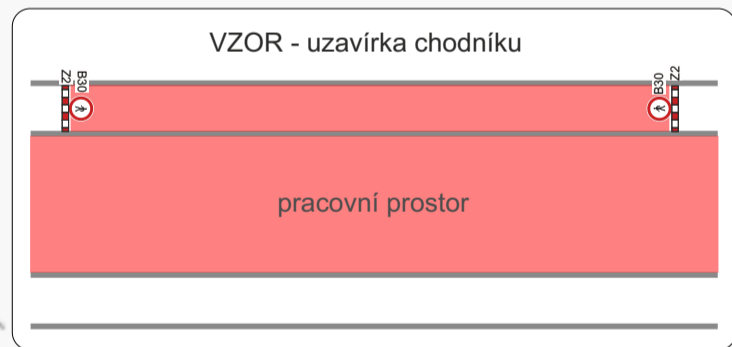 VZOR - uzavírka chodníku
Z2
B30
B30
Z2
pracovní prostor